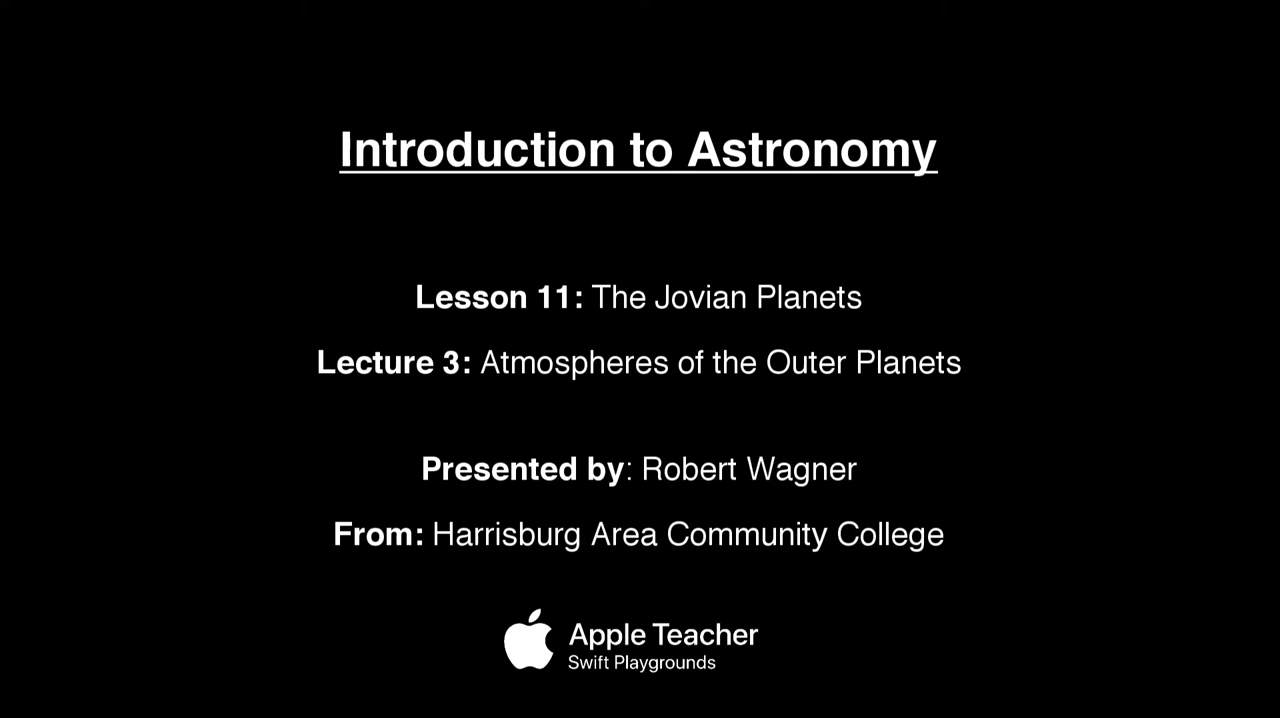 Introduction to Astronomy
Lesson 11: The Jovian Planets
Lecture 3: Atmospheres of the Outer Planets
Presented by: Robert Wagner
From: Harrisburg Area Community College
Apple Teacher
Swift Playgrounds